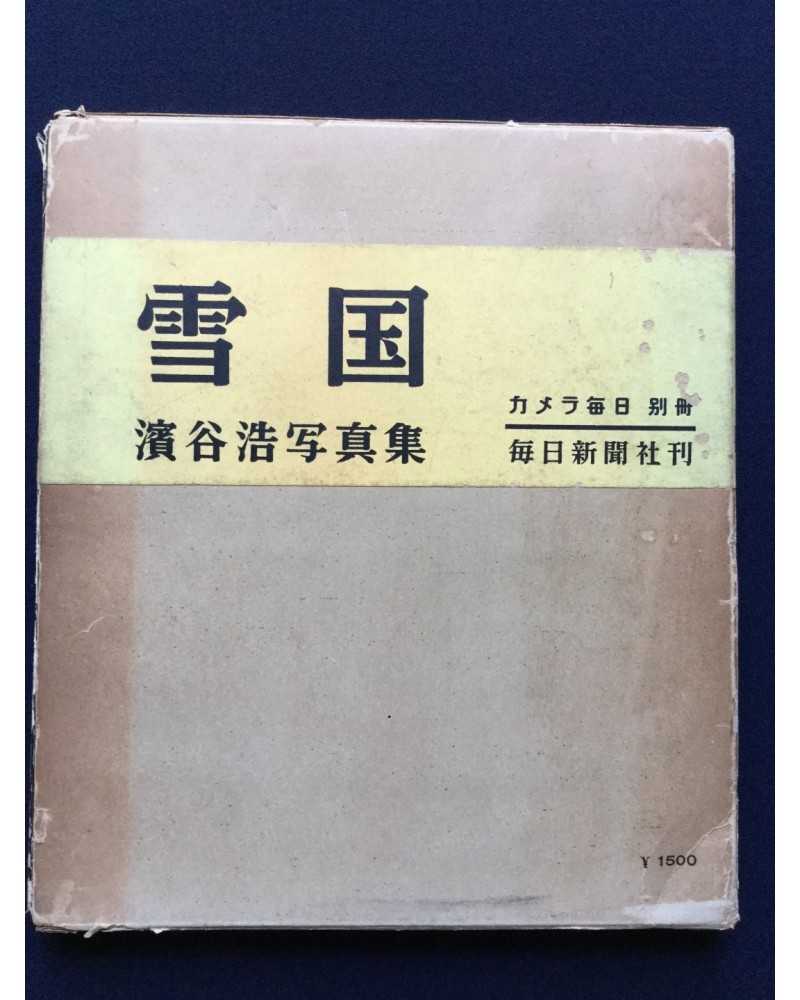 雪国
濱谷浩写真集
カメラ毎日 別冊
毎日新聞社刊
¥ 1500